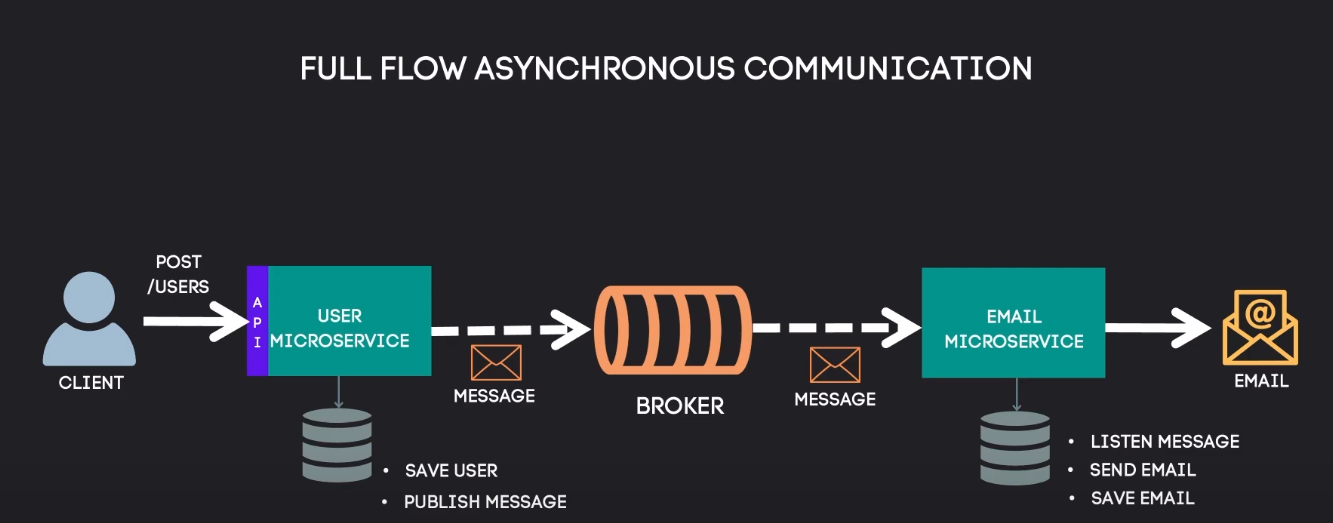 FULL FLOW ASYNCHRONOUS COMMUNICATION
POST
/USERS
CLIENT
API
USER
MICROSERVICE
MESSAGE
BROKER
MESSAGE
EMAIL
MICROSERVICE
@
EMAIL
• SAVE USER
• PUBLISH MESSAGE
• LISTEN MESSAGE
• SEND EMAIL
• SAVE EMAIL